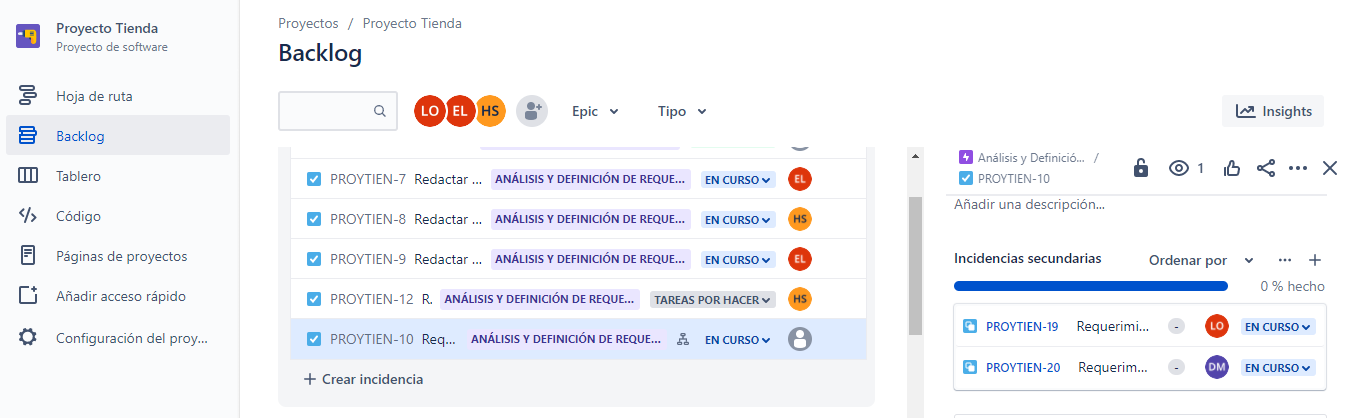 Proyecto Tienda
Proyecto de software
Hoja de ruta
Backlog
Tablero
Código
Páginas de proyectos
Añadir acceso rápido
Configuración del proy...
Proyectos / Proyecto Tienda
Backlog
LO EL HS
Epic
Tipo
Insights
PROYTIEN-7 Redactar ... ANÁLISIS Y DEFINICIÓN DE REQUE... EN CURSO EL
PROYTIEN-8 Redactar ... ANÁLISIS Y DEFINICIÓN DE REQUE... EN CURSO HS
PROYTIEN-9 Redactar ... ANÁLISIS Y DEFINICIÓN DE REQUE... EN CURSO EL
PROYTIEN-12 R. ANÁLISIS Y DEFINICIÓN DE REQUE... TAREAS POR HACER HS
PROYTIEN-10 Req... ANÁLISIS Y DEFINICIÓN DE REQUE... EN CURSO
+ Crear incidencia
Análisis y Definició... /
PROYTIEN-10
1
Añadir una descripción...
Incidencias secundarias
Ordenar por
0 % hecho
PROYTIEN-19 Requerimi... - LO EN CURSO
PROYTIEN-20 Requerim... - DM EN CURSO